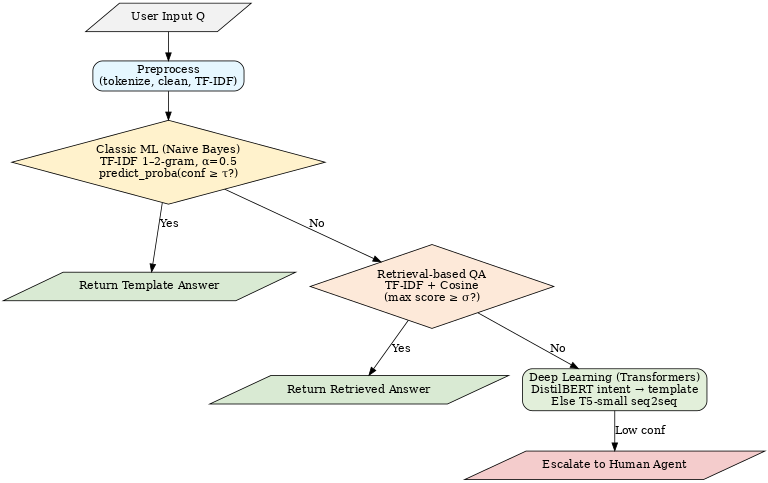 User Input Q
Preprocess
(tokenize, clean, TF-IDF)
Classic ML (Naive Bayes)
TF-IDF 1–2-gram, α=0.5
predict_proba(conf ≥ τ?)
Yes
No
Return Template Answer
Retrieval-based QA
TF-IDF + Cosine
(max score ≥ σ?)
Yes
No
Return Retrieved Answer
Deep Learning (Transformers)
DistilBERT intent → template
Else T5-small seq2seq
Low conf
Escalate to Human Agent